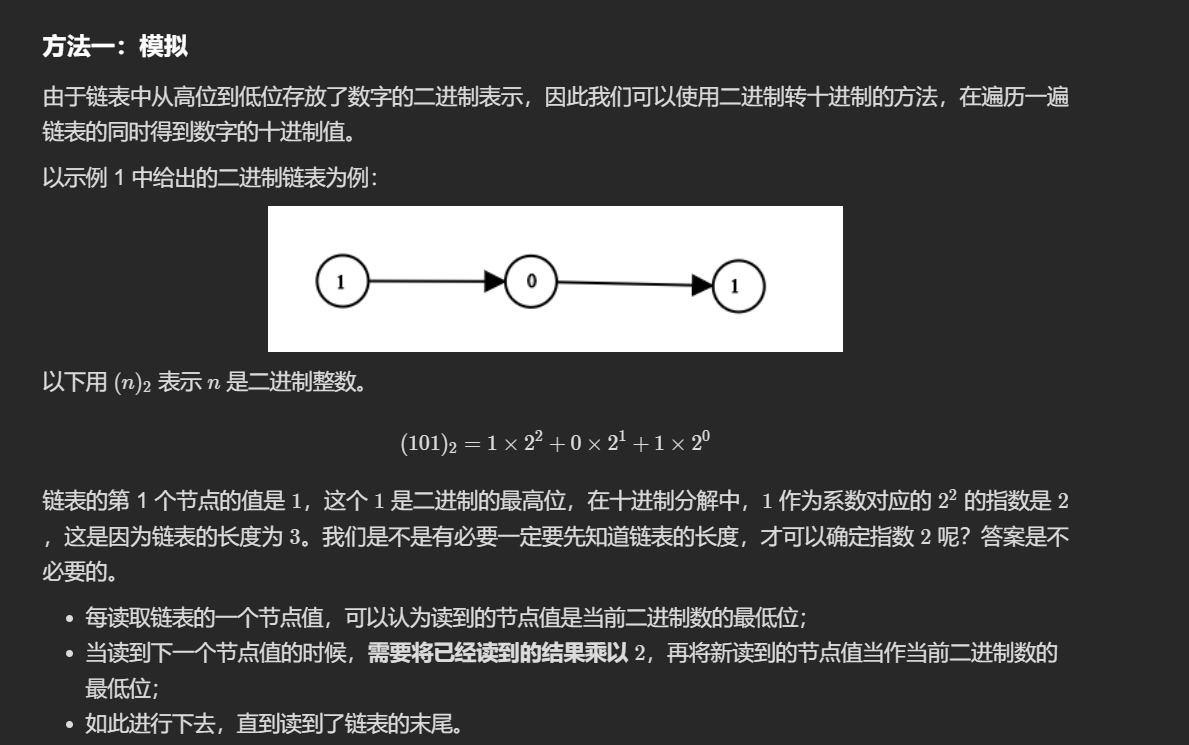 方法一：模拟
由于链表中从高位到低位存放了数字的二进制表示，因此我们可以使用二进制转十进制的方法，在遍历一遍
链表的同时得到数字的十进制值。
以示例 1 中给出的二进制链表为例：
1 0 1
以下用 (n)₂ 表示 n 是二进制整数。
(101)₂ = 1 × 2² + 0 × 2¹ + 1 × 2⁰
链表的第 1 个节点的值是 1，这个 1 是二进制的最高位，在十进制分解中，1 作为系数对应的 2² 的指数是 2
，这是因为链表的长度为 3。我们是不是有必要一定要先知道链表的长度，才可以确定指数 2 呢？答案是不
必要的。
• 每读取链表的一个节点值，可以认为读到的节点值是当前二进制数的最低位；
• 当读到下一个节点值的时候，需要将已经读到的结果乘以 2，再将新读到的节点值当作当前二进制数的
最低位；
• 如此进行下去，直到读到了链表的末尾。